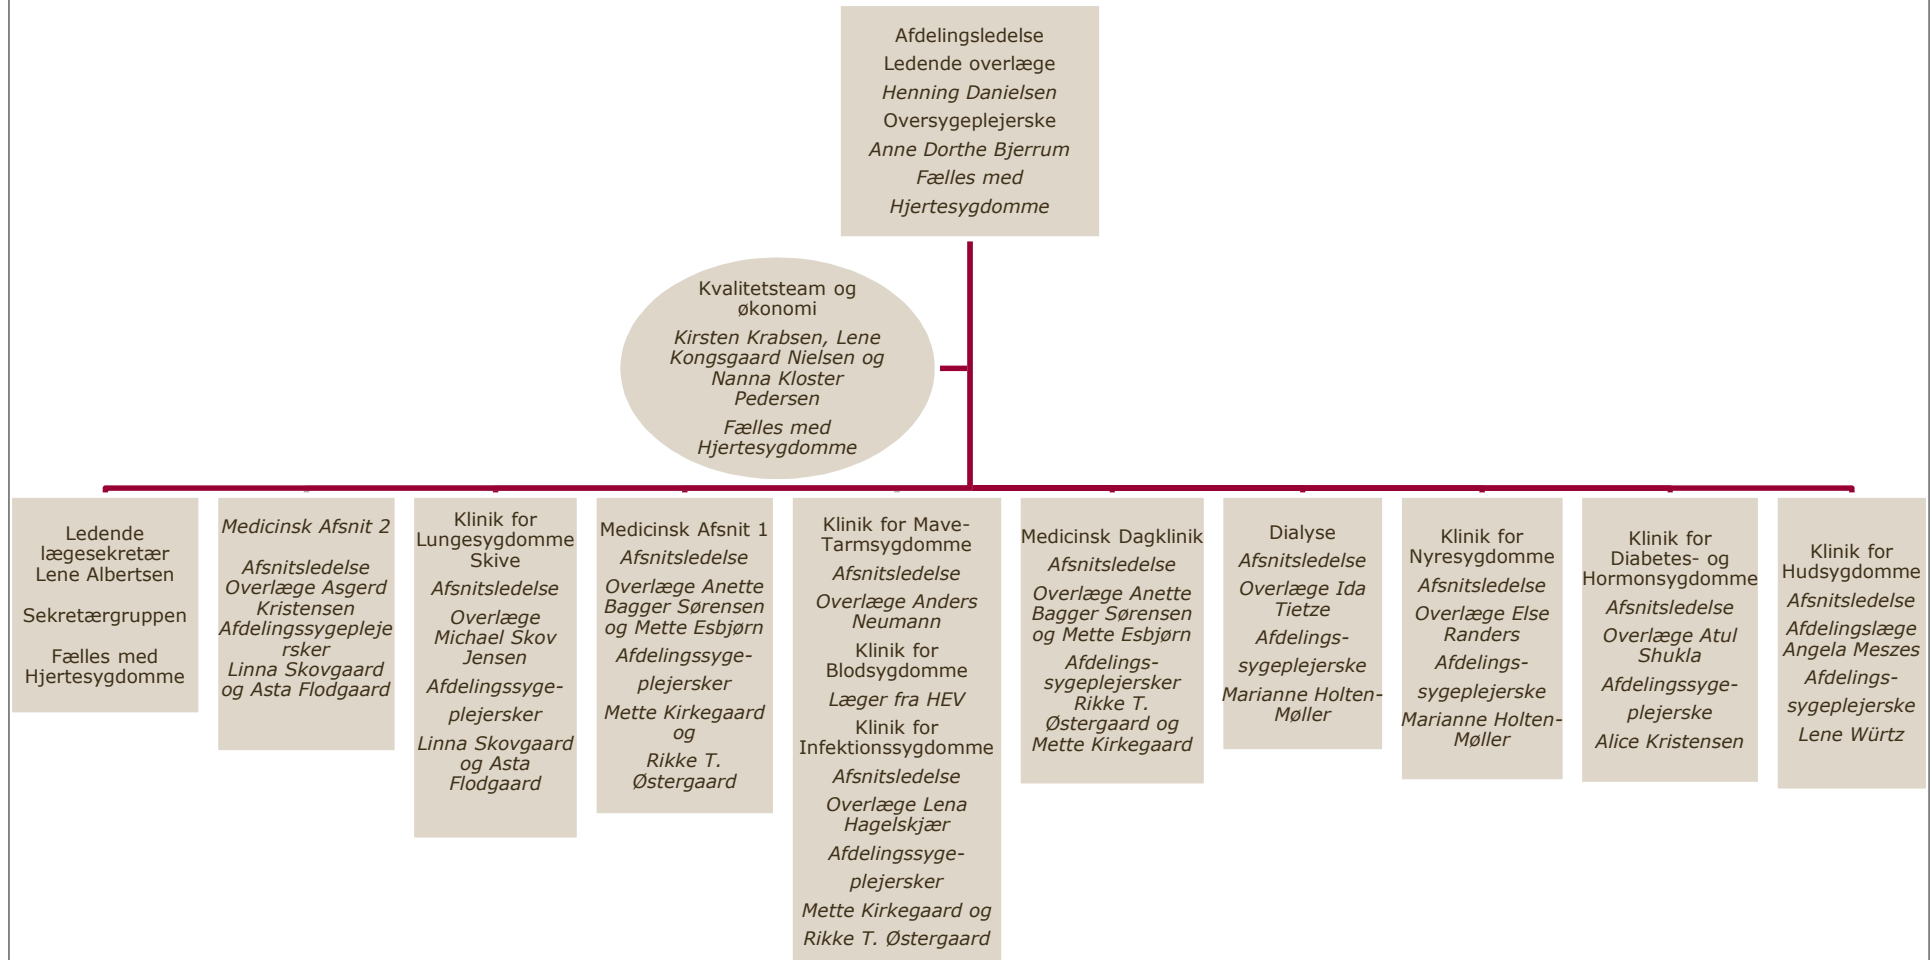 Afdelingsledelse
Ledende overlæge
Henning Danielsen
Oversygeplejerske
Anne Dorthe Bjerrum
Fælles med
Hjertesygdomme
Kvalitetsteam og
økonomi
Kirsten Krabsen, Lene
Kongsgaard Nielsen og
Nanna Kloster
Pedersen
Fælles med
Hjertesygdomme
Ledende
lægesekretær
Lene Albertsen
Sekretærgruppen
Fælles med
Hjertesygdomme
Medicinsk Afsnit 2
Afsnitsledelse
Overlæge Asgerd
Kristensen
Afdelingssygepleje
rsker
Linna Skovgaard
og Asta Flodgaard
Klinik for
Lungesygdomme
Skive
Afsnitsledelse
Overlæge
Michael Skov
Jensen
Afdelingssyge-
plejersker
Linna Skovgaard
og Asta
Flodgaard
Medicinsk Afsnit 1
Afsnitsledelse
Overlæge Anette
Bagger Sørensen
og Mette Esbjørn
Afdelingssyge-
plejersker
Mette Kirkegaard
og
Rikke T.
Østergaard
Klinik for Mave-
Tarmsygdomme
Afsnitsledelse
Overlæge Anders
Neumann
Klinik for
Blodsygdomme
Læger fra HEV
Klinik for
Infektionssygdomme
Afsnitsledelse
Overlæge Lena
Hagelskjær
Afdelingssyge-
plejersker
Mette Kirkegaard og
Rikke T. Østergaard
Medicinsk Dagklinik
Afsnitsledelse
Overlæge Anette
Bagger Sørensen
og Mette Esbjørn
Afdelings-
sygeplejersker
Rikke T.
Østergaard og
Mette Kirkegaard
Dialyse
Afsnitsledelse
Overlæge Ida
Tietze
Afdelings-
sygeplejerske
Marianne Holten-
Møller
Klinik for
Nyresygdomme
Afsnitsledelse
Overlæge Else
Randers
Afdelings-
sygeplejerske
Marianne Holten-
Møller
Klinik for
Diabetes- og
Hormonsygdomme
Afsnitsledelse
Overlæge Atul
Shukla
Afdelingssyge-
plejerske
Alice Kristensen
Klinik for
Hudsygdomme
Afsnitsledelse
Afdelingslæge
Angela Meszes
Afdelings-
sygeplejerske
Lene Würtz